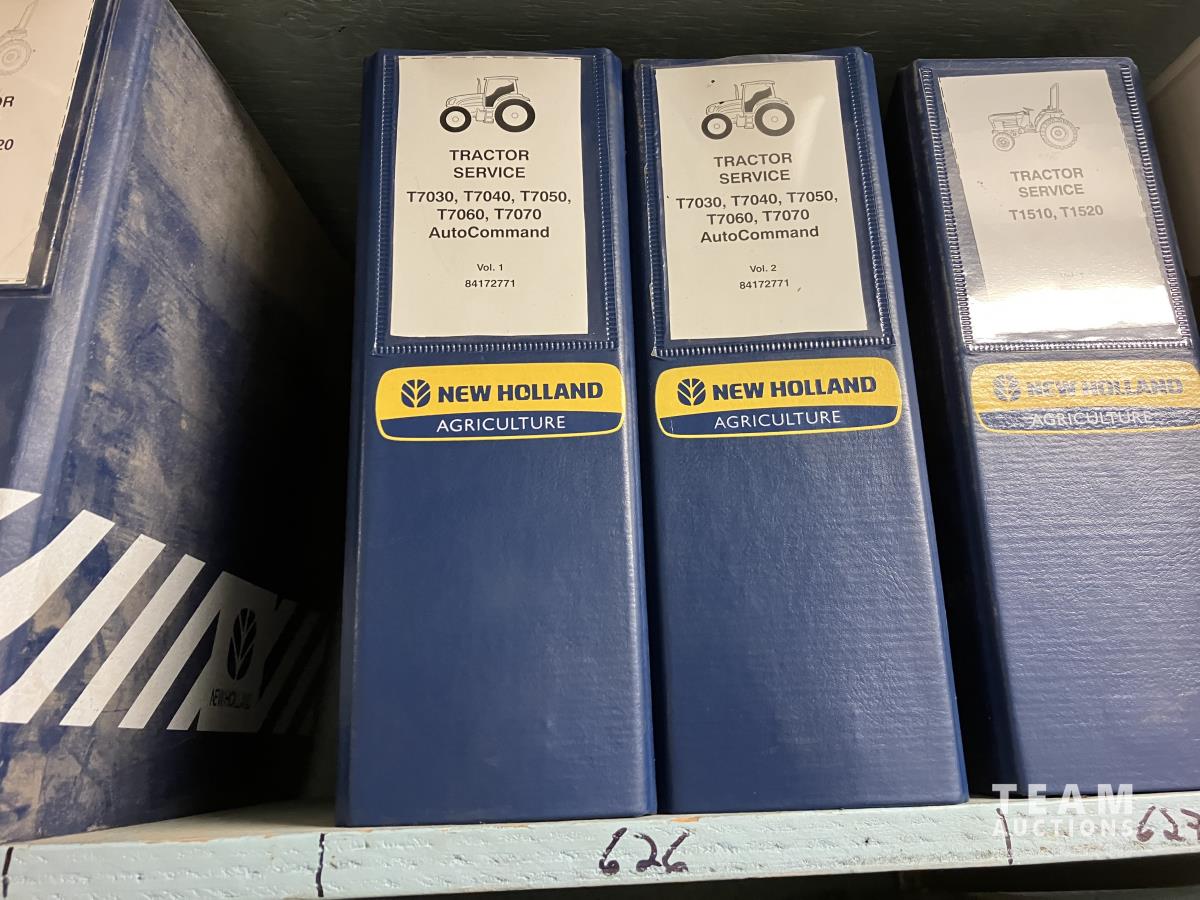 OR
20
NEW HOLLAND
TRACTOR
SERVICE
T7030, T7040, T7050,
T7060, T7070
AutoCommand
Vol. 1
84172771
NEW HOLLAND
AGRICULTURE
TRACTOR
SERVICE
T7030, T7040, T7050,
T7060, T7070
AutoCommand
Vol. 2
84172771
NEW HOLLAND
AGRICULTURE
TRACTOR
SERVICE
T1510, T1520
NEW HOLLAND
AGRICULTURE
626
627
TEAM
AUCTIONS